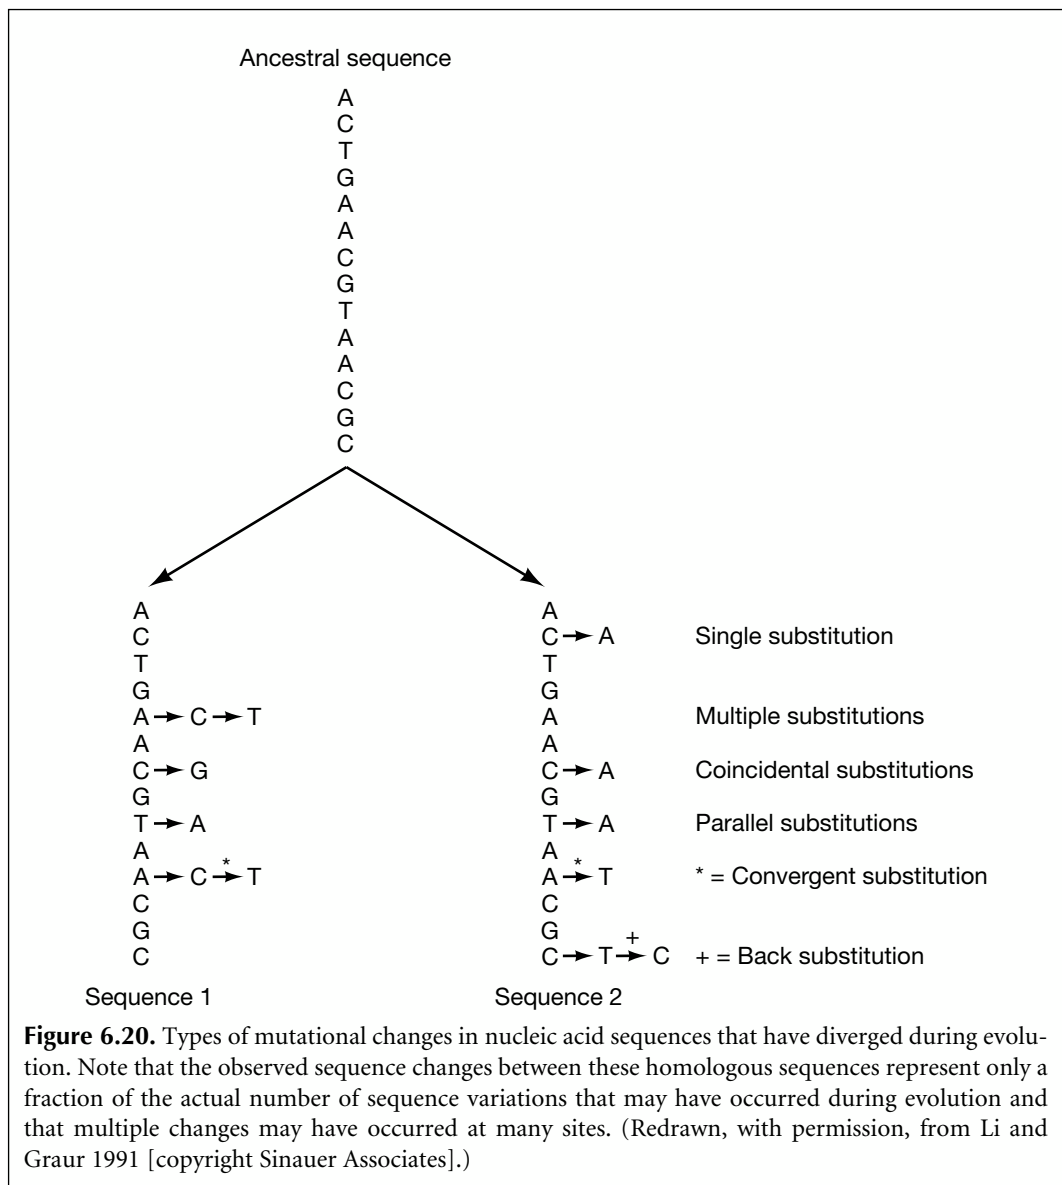 Ancestral sequence
A
C
T
G
A
A
C
G
T
A
A
C
G
C
A A
C C → A Single substitution
T T
G G
A → C → T A Multiple substitutions
A A
C → G C → A Coincidental substitutions
G G
T → A T → A Parallel substitutions
A A
A → C *→ T A *→ T * = Convergent substitution
C C
G G
C C → T +→ C + = Back substitution
Sequence 1 Sequence 2
Figure 6.20. Types of mutational changes in nucleic acid sequences that have diverged during evolu-
tion. Note that the observed sequence changes between these homologous sequences represent only a
fraction of the actual number of sequence variations that may have occurred during evolution and
that multiple changes may have occurred at many sites. (Redrawn, with permission, from Li and
Graur 1991 [copyright Sinauer Associates].)